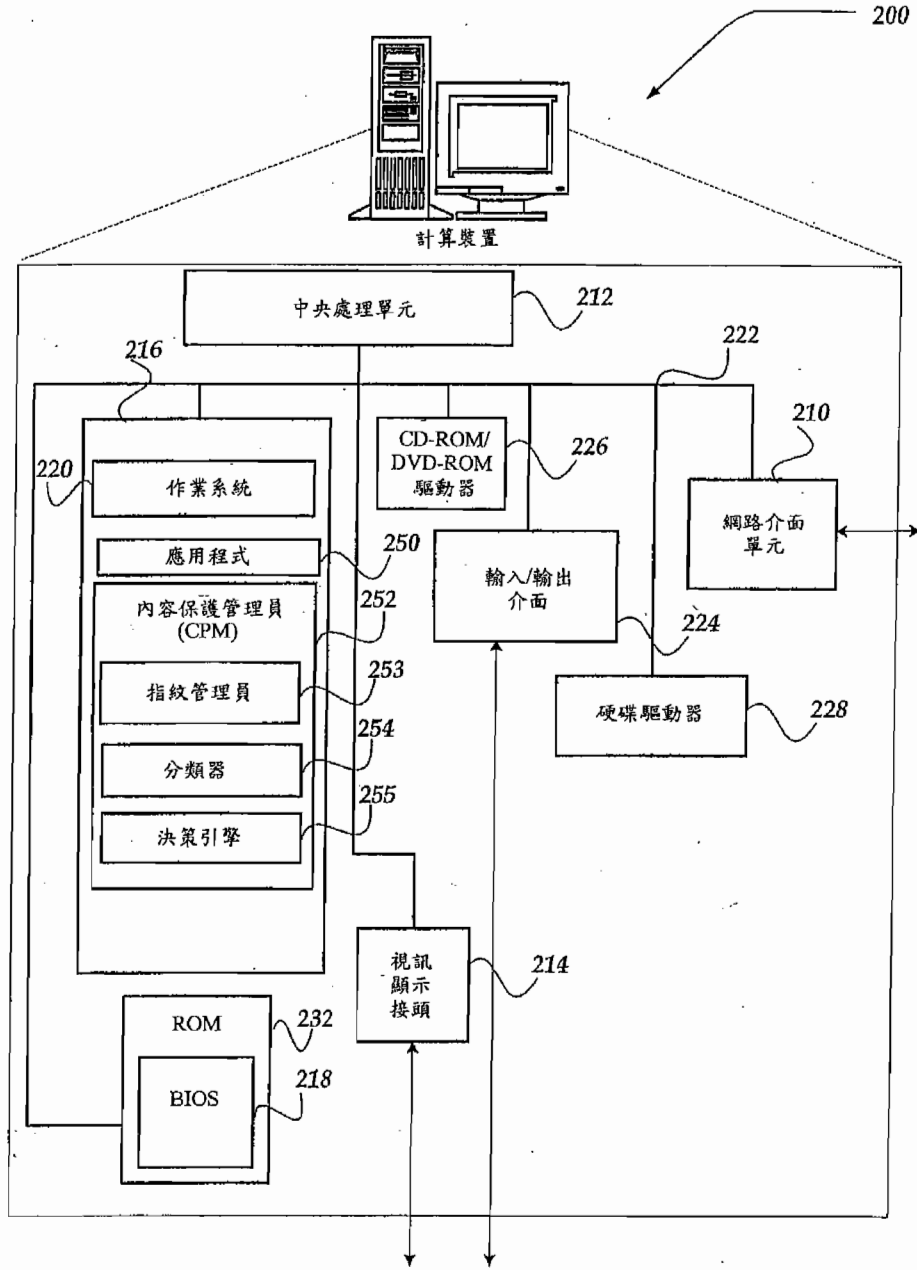 200
計算裝置
中央處理單元
212
216
222
210
220
作業系統
CD-ROM/
DVD-ROM
驅動器
226
網路介面
單元
應用程式
250
輸入/輸出
介面
224
內容保護管理員
(CPM)
252
指紋管理員
253
硬碟驅動器
228
分類器
254
決策引擎
255
視訊
顯示
接頭
214
ROM
232
BIOS
218